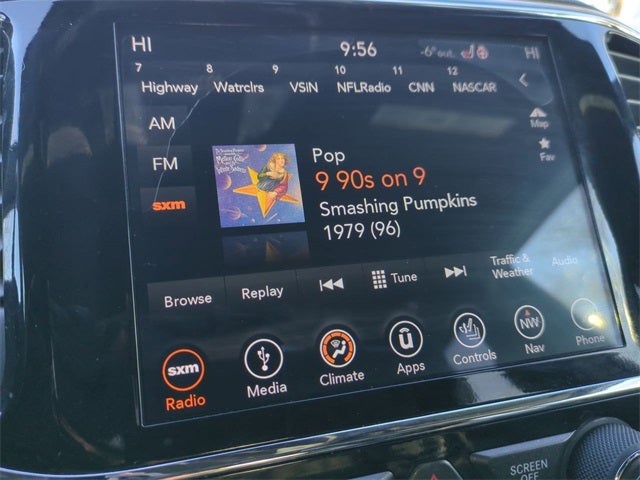 HI 9:56 -6° out. HI
7 8 9 10 11 12
Highway Watrclrs VSIN NFLRadio CNN NASCAR
AM
Map
FM
Fav
sxm
Pop
9 90s on 9
Smashing Pumpkins
1979 (96)
Browse Replay Tune Traffic & Weather Audio
sxm NW
Radio Media Climate Apps Controls Nav Phone
SCREEN
OFF